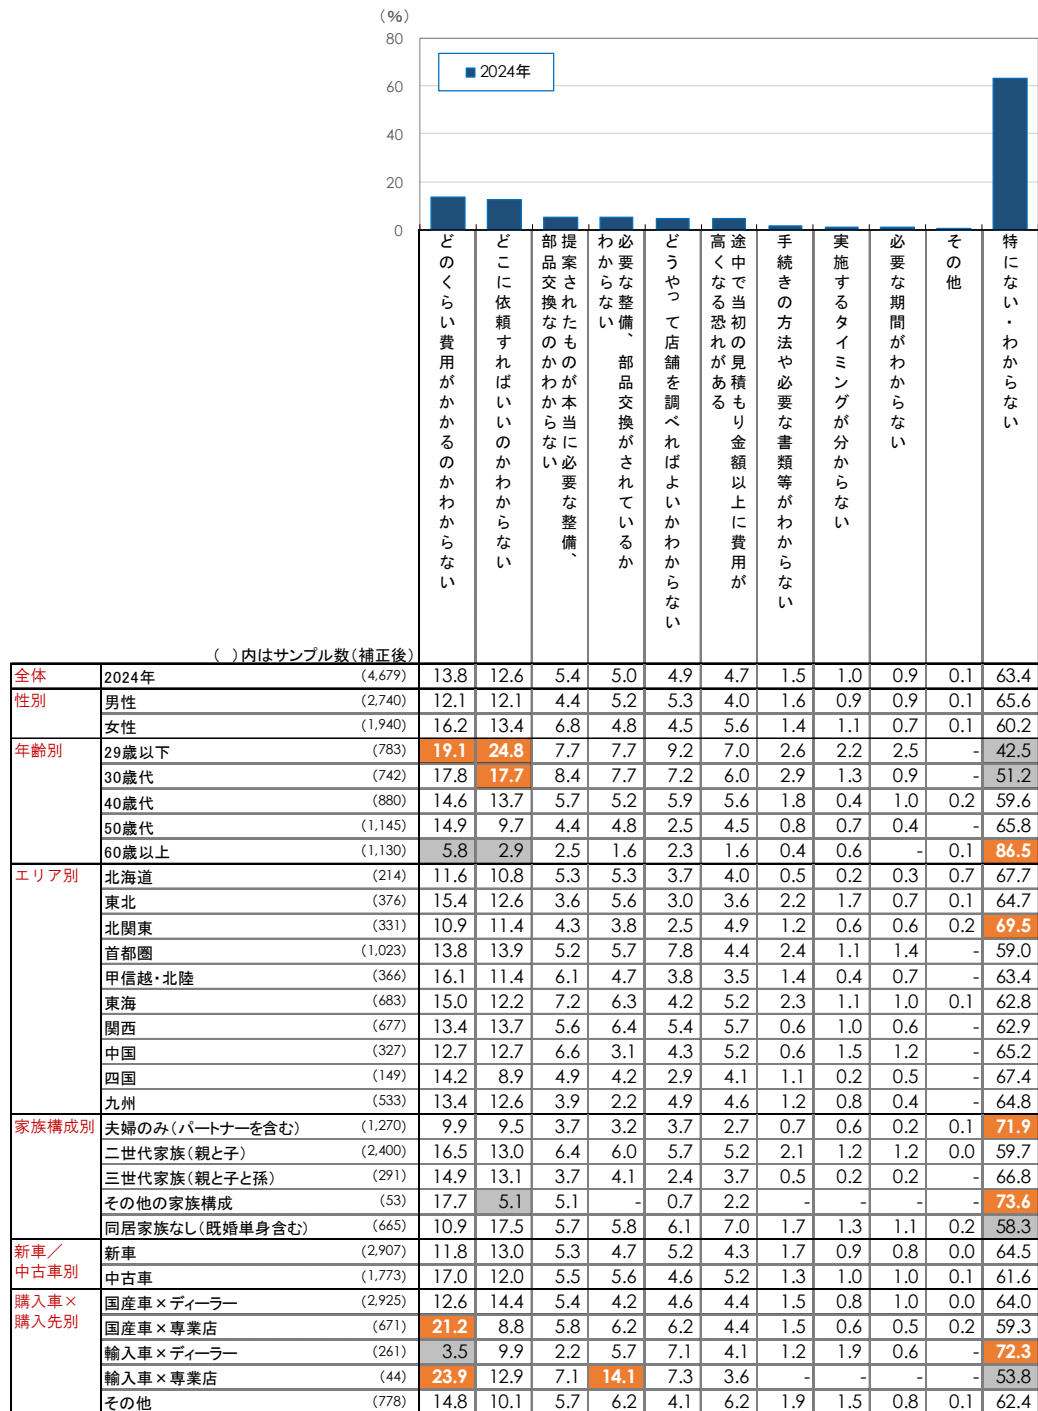 （％）
80
60
40
20
0
2024年
どのくらい費用がかかるのかわからない
どこに依頼すればいいのかわからない
提案されたものが本当に必要な整備、
部品交換なのかわからない
必要な整備、部品交換がされているか
わからない
どうやって店舗を調べればよいかわからない
途中で当初の見積もり金額以上に費用が
高くなる恐れがある
手続きの方法や必要な書類等がわからない
実施するタイミングが分からない
必要な期間がわからない
その他
特にない・わからない
（ ）内はサンプル数（補正後）
全体 2024年 (4,679) 13.8 12.6 5.4 5.0 4.9 4.7 1.5 1.0 0.9 0.1 63.4
性別 男性 (2,740) 12.1 12.1 4.4 5.2 5.3 4.0 1.6 0.9 0.9 0.1 65.6
女性 (1,940) 16.2 13.4 6.8 4.8 4.5 5.6 1.4 1.1 0.7 0.1 60.2
年齢別 29歳以下 (783) 19.1 24.8 7.7 7.7 9.2 7.0 2.6 2.2 2.5 - 42.5
30歳代 (742) 17.8 17.7 8.4 7.7 7.2 6.0 2.9 1.3 0.9 - 51.2
40歳代 (880) 14.6 13.7 5.7 5.2 5.9 5.6 1.8 0.4 1.0 0.2 59.6
50歳代 (1,145) 14.9 9.7 4.4 4.8 2.5 4.5 0.8 0.7 0.4 - 65.8
60歳以上 (1,130) 5.8 2.9 2.5 1.6 2.3 1.6 0.4 0.6 - 0.1 86.5
エリア別 北海道 (214) 11.6 10.8 5.3 5.3 3.7 4.0 0.5 0.2 0.3 0.7 67.7
東北 (376) 15.4 12.6 3.6 5.6 3.0 3.6 2.2 1.7 0.7 0.1 64.7
北関東 (331) 10.9 11.4 4.3 3.8 2.5 4.9 1.2 0.6 0.6 0.2 69.5
首都圏 (1,023) 13.8 13.9 5.2 5.7 7.8 4.4 2.4 1.1 1.4 - 59.0
甲信越・北陸 (366) 16.1 11.4 6.1 4.7 3.8 3.5 1.4 0.4 0.7 - 63.4
東海 (683) 15.0 12.2 7.2 6.3 4.2 5.2 2.3 1.1 1.0 0.1 62.8
関西 (677) 13.4 13.7 5.6 6.4 5.4 5.7 0.6 1.0 0.6 - 62.9
中国 (327) 12.7 12.7 6.6 3.1 4.3 5.2 0.6 1.5 1.2 - 65.2
四国 (149) 14.2 8.9 4.9 4.2 2.9 4.1 1.1 0.2 0.5 - 67.4
九州 (533) 13.4 12.6 3.9 2.2 4.9 4.6 1.2 0.8 0.4 - 64.8
家族構成別 夫婦のみ（パートナーを含む） (1,270) 9.9 9.5 3.7 3.2 3.7 2.7 0.7 0.6 0.2 0.1 71.9
二世代家族（親と子） (2,400) 16.5 13.0 6.4 6.0 5.7 5.2 2.1 1.2 1.2 0.0 59.7
三世代家族（親と子と孫） (291) 14.9 13.1 3.7 4.1 2.4 3.7 0.5 0.2 0.2 - 66.8
その他の家族構成 (53) 17.7 5.1 5.1 - 0.7 2.2 - - - - 73.6
同居家族なし（既婚単身含む） (665) 10.9 17.5 5.7 5.8 6.1 7.0 1.7 1.3 1.1 0.2 58.3
新車／ 新車 (2,907) 11.8 13.0 5.3 4.7 5.2 4.3 1.7 0.9 0.8 0.0 64.5
中古車別 中古車 (1,773) 17.0 12.0 5.5 5.6 4.6 5.2 1.3 1.0 1.0 0.1 61.6
購入車× 国産車×ディーラー (2,925) 12.6 14.4 5.4 4.2 4.6 4.4 1.5 0.8 1.0 0.0 64.0
購入先別 国産車×専業店 (671) 21.2 8.8 5.8 6.2 6.2 4.4 1.5 0.6 0.5 0.2 59.3
輸入車×ディーラー (261) 3.5 9.9 2.2 5.7 7.1 4.1 1.2 1.9 0.6 - 72.3
輸入車×専業店 (44) 23.9 12.9 7.1 14.1 7.3 3.6 - - - - 53.8
その他 (778) 14.8 10.1 5.7 6.2 4.1 6.2 1.9 1.5 0.8 0.1 62.4